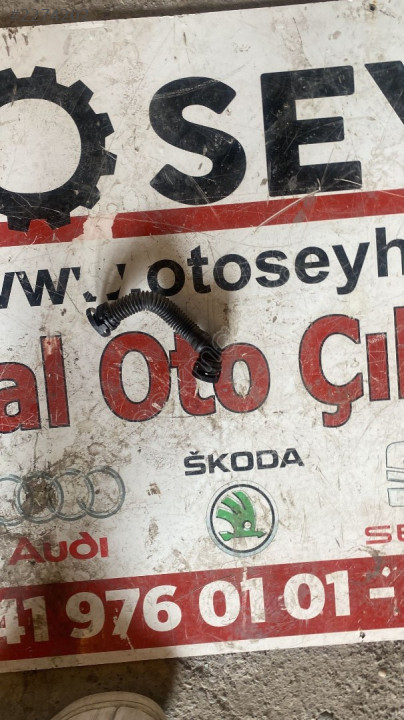 OSEY
www.otoseyh
al Oto Çı
ŠKODA
Audi
SE
41 976 01 01 -